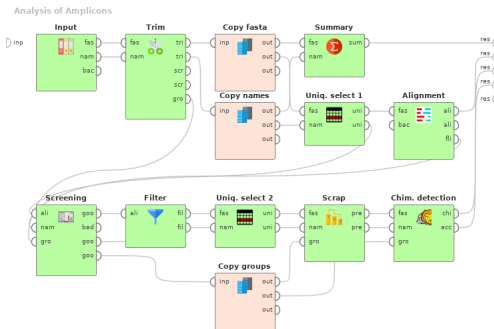 Analysis of Amplicons
Input
Trim
Copy fasta
Summary
inp
fas
nam
bac
fas
nam
tri
tri
scr
scr
gro
inp
out
out
out
fas
nam
sum
res
res
res
res
res
Copy names
Uniq. select 1
Alignment
inp
out
out
out
fas
nam
uni
uni
fas
bac
ali
ali
fli
Screening
Filter
Uniq. select 2
Scrap
Chim. detection
ali
nam
gro
goo
bad
goo
goo
ali
fil
fil
fas
nam
uni
uni
fas
nam
gro
pre
pre
fas
nam
gro
chi
acc
Copy groups
inp
out
out
out